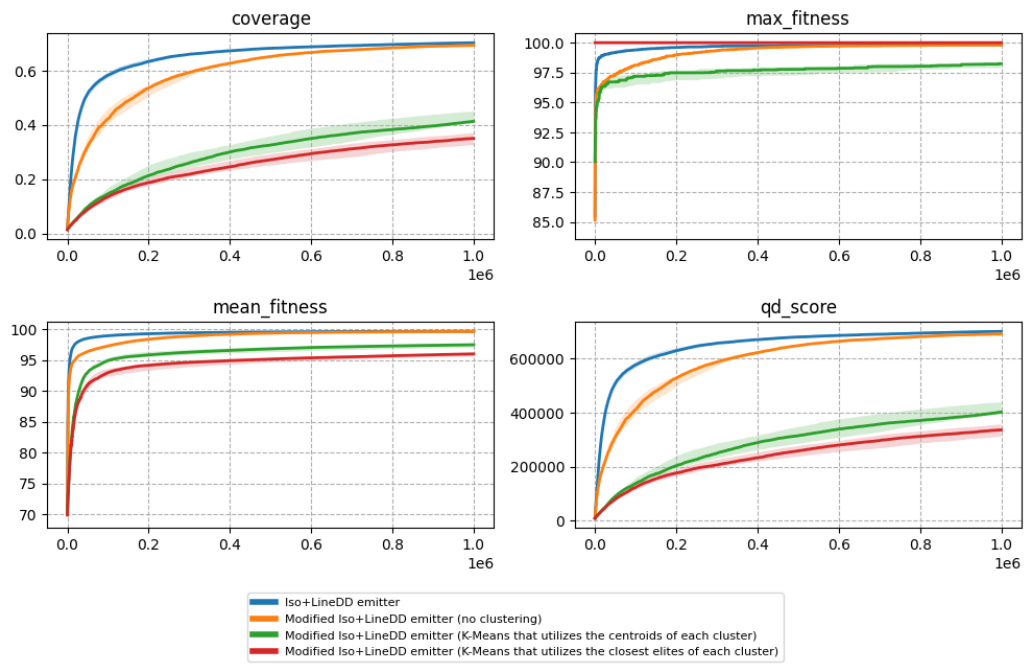 coverage
max_fitness
0.6
0.4
0.2
0.0
0.0 0.2 0.4 0.6 0.8 1.0
1e6
100.0
97.5
95.0
92.5
90.0
87.5
85.0
0.0 0.2 0.4 0.6 0.8 1.0
1e6
mean_fitness
qd_score
100
95
90
85
80
75
70
0.0 0.2 0.4 0.6 0.8 1.0
1e6
600000
400000
200000
0
0.0 0.2 0.4 0.6 0.8 1.0
1e6
Iso+LineDD emitter
Modified Iso+LineDD emitter (no clustering)
Modified Iso+LineDD emitter (K-Means that utilizes the centroids of each cluster)
Modified Iso+LineDD emitter (K-Means that utilizes the closest elites of each cluster)